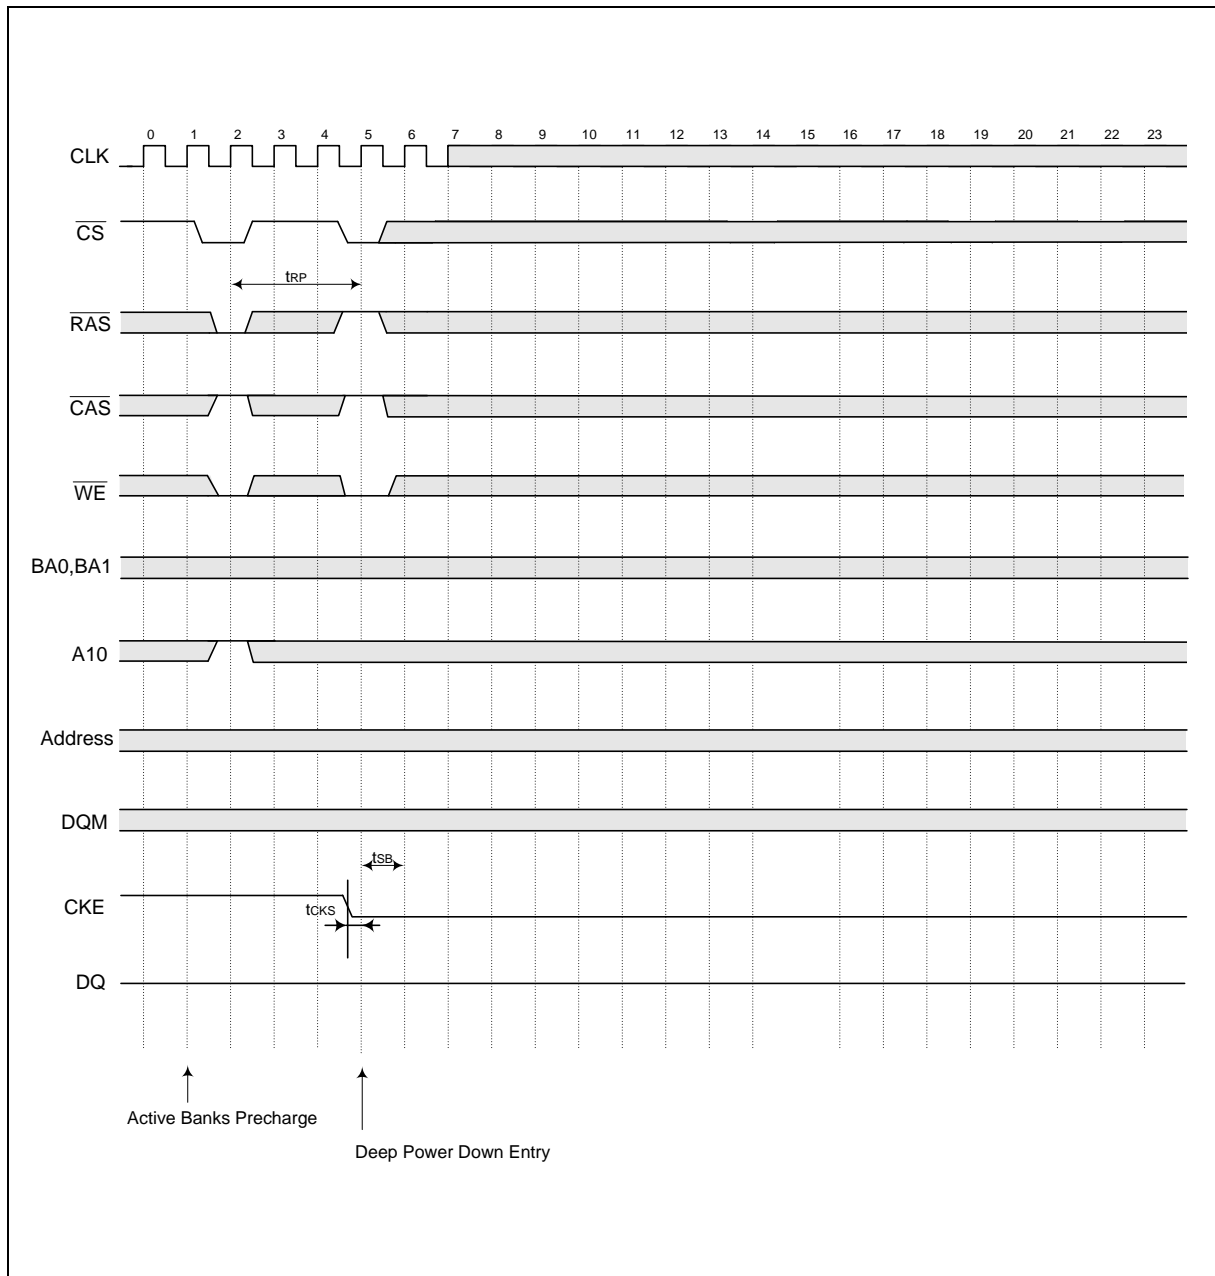 0 1 2 3 4 5 6 7 8 9 10 11 12 13 14 15 16 17 18 19 20 21 22 23
CLK
CS
tRP
RAS
CAS
WE
BA0,BA1
A10
Address
DQM
tSB
CKE
tCKS
DQ
Active Banks Precharge
Deep Power Down Entry